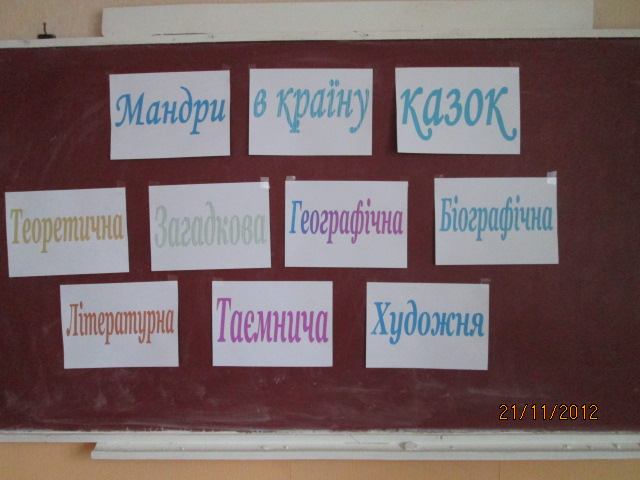 Мандри в країну казок
Теоретична Загадкова Географічна Біографічна
Літературна Таємнича Художня
21/11/2012